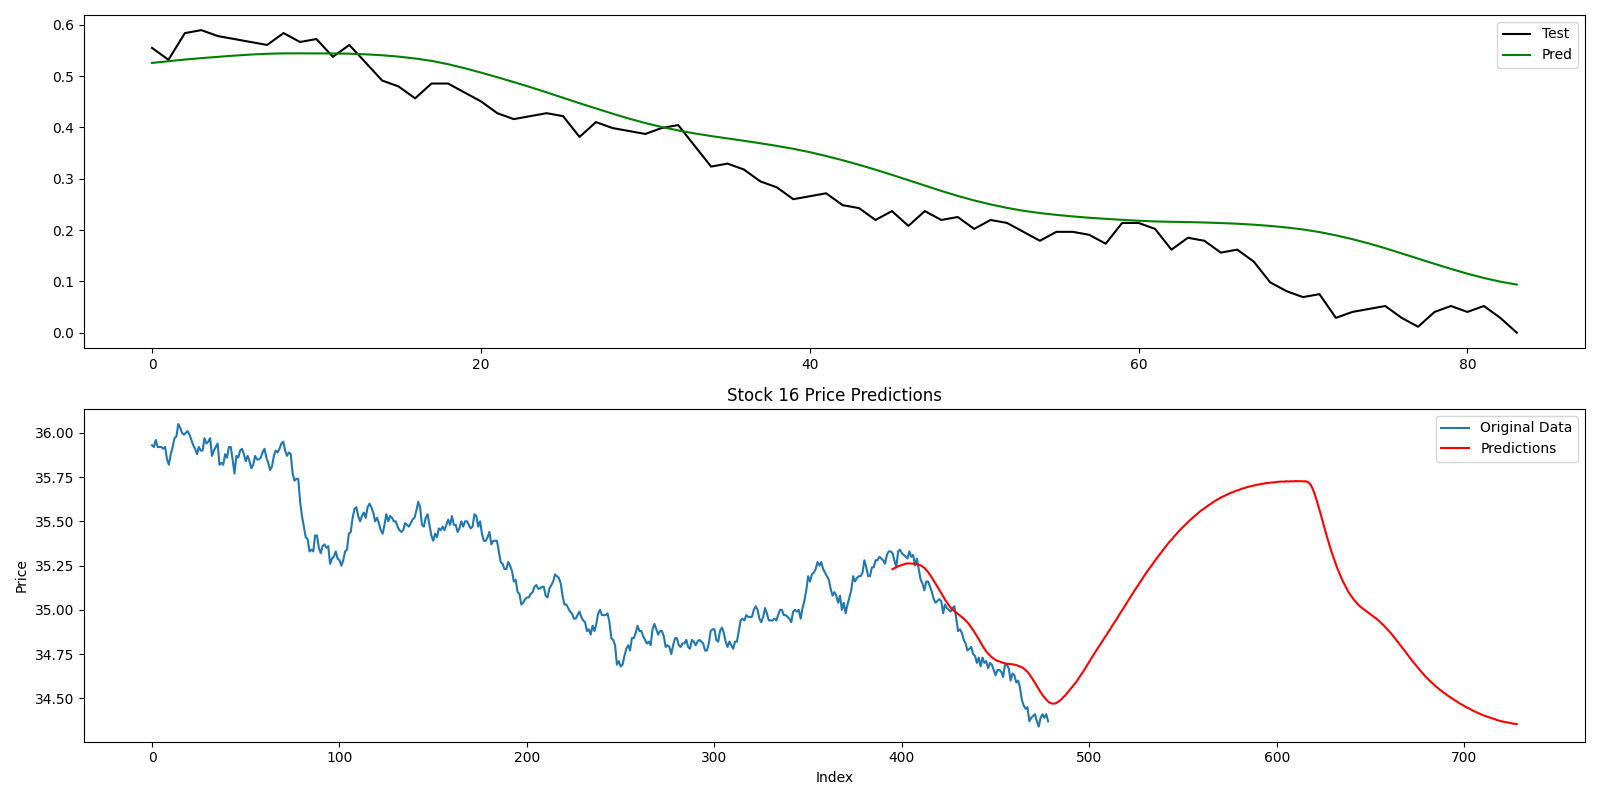 0.6
0.5
0.4
0.3
0.2
0.1
0.0
Test
Pred
0 20 40 60 80
Stock 16 Price Predictions
Price
36.00
35.75
35.50
35.25
35.00
34.75
34.50
Original Data
Predictions
0 100 200 300 400 500 600 700
Index